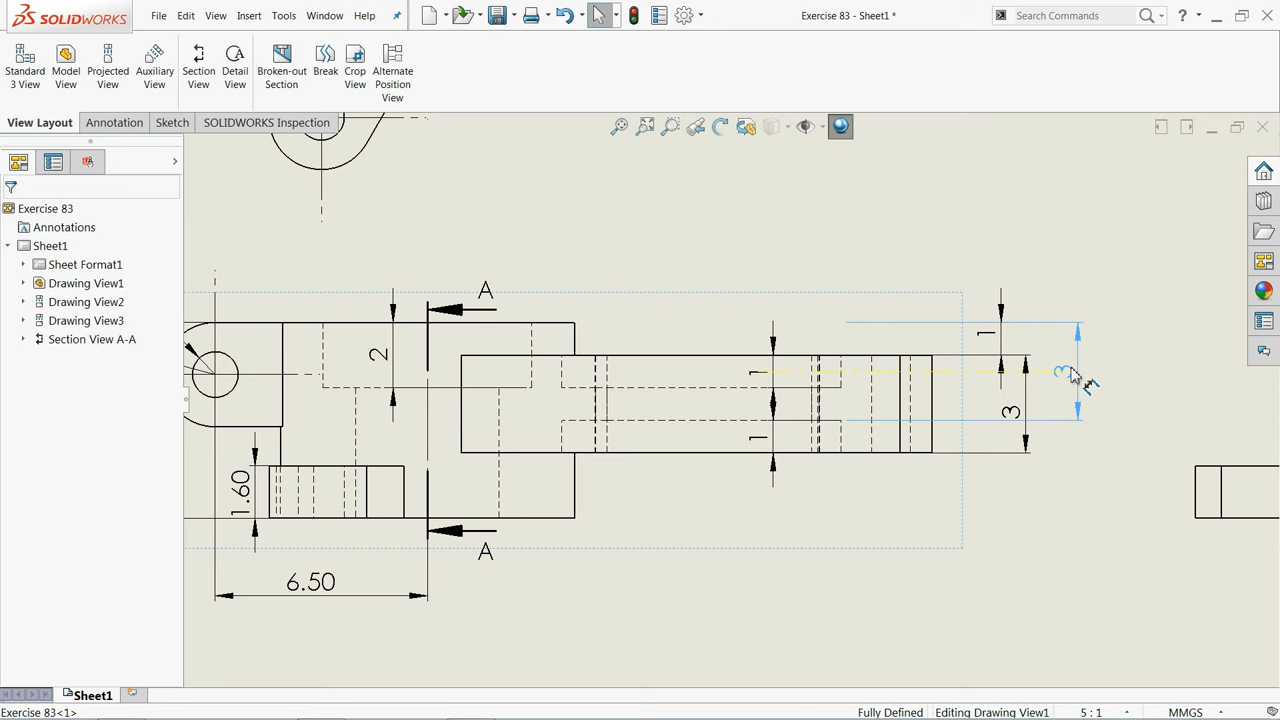 SOLIDWORKS File Edit View Insert Tools Window Help Exercise 83 - Sheet1 * Search Commands ?
Standard 3 View
Model View
Projected View
Auxiliary View
Section View
Detail View
Broken-out Section
Break
Crop View
Alternate Position View
View Layout Annotation Sketch SOLIDWORKS Inspection
Exercise 83
Annotations
Sheet1
Sheet Format1
Drawing View1
Drawing View2
Drawing View3
Section View A-A
A
2
1
1
3
3
1
1.60
A
6.50
Sheet1
Exercise 83<1> Fully Defined Editing Drawing View1 5 : 1 MMGS